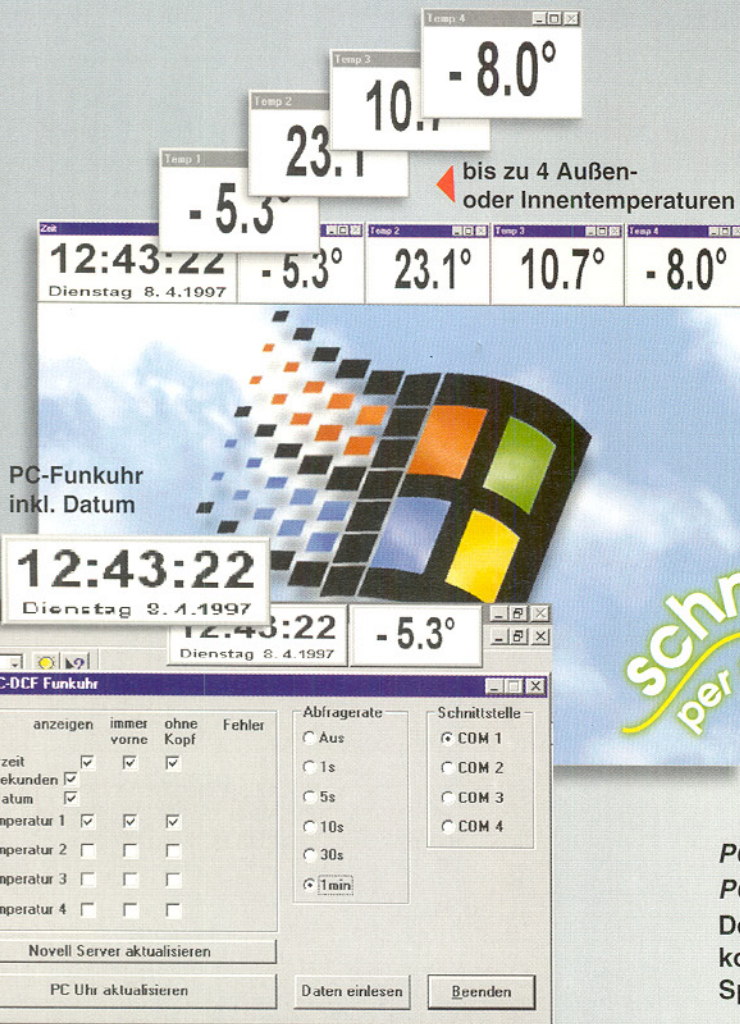 Temp 4
- 8.0°
Temp 3
10.7
Temp 2
23.1
Temp 1
- 5.3°
bis zu 4 Außen-
oder Innentemperaturen
Zeit
Temp 2
Temp 3
Temp 4
12:43:22
- 5.3°
23.1°
10.7°
- 8.0°
Dienstag 8.4.1997
PC-Funkuhr
inkl. Datum
12:43:22
Dienstag 8.4.1997
12:43:22
Dienstag 8.4.1997
- 5.3°
C-DCF Funkuhr
anzeigen
immer vorne
ohne Kopf
Fehler
zeit
ekunden
atum
mperatur 1
mperatur 2
mperatur 3
mperatur 4
Abfragerate
Aus
1s
5s
10s
30s
1min
Schnittstelle
COM 1
COM 2
COM 3
COM 4
Novell Server aktualisieren
PC Uhr aktualisieren
Daten einlesen
Beenden
schn
per